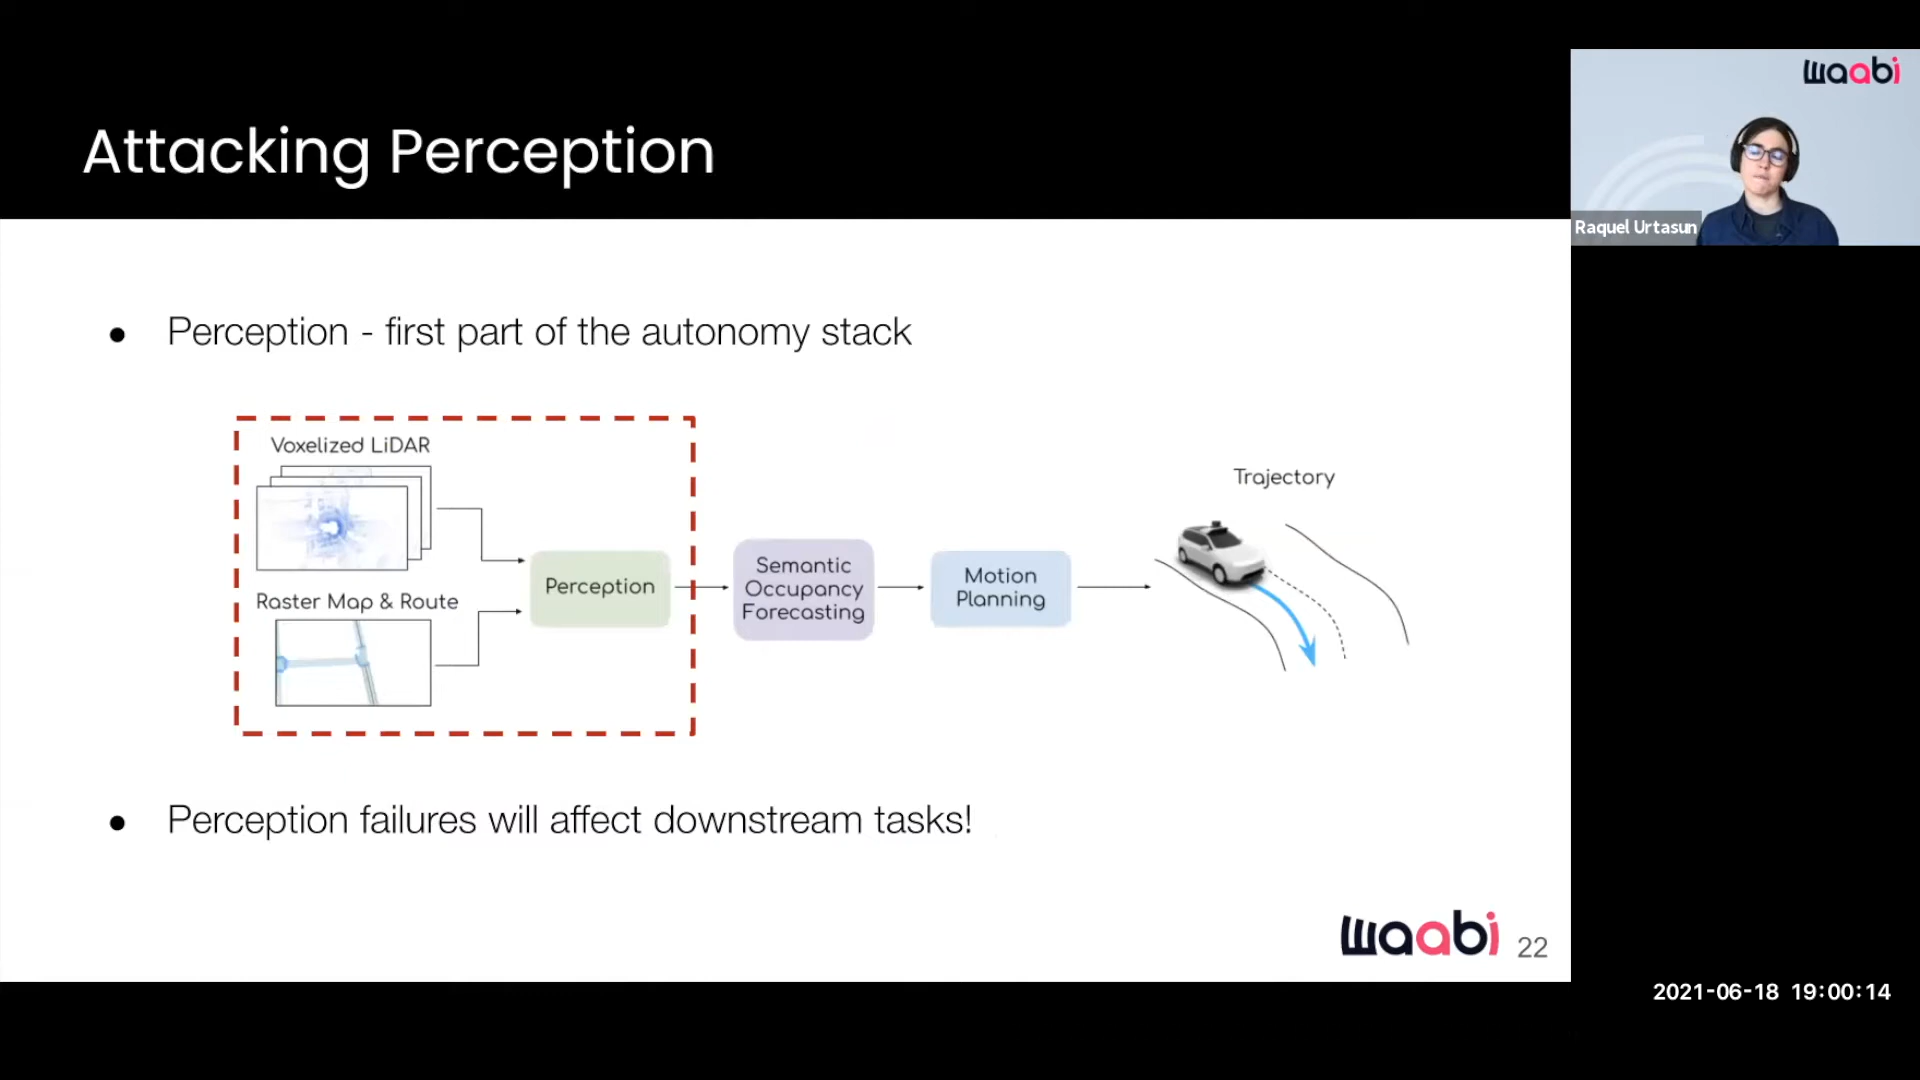 Attacking Perception
waabi
Raquel Urtasun
● Perception - first part of the autonomy stack
Voxelized LiDAR
Raster Map & Route
Perception
Semantic
Occupancy
Forecasting
Motion
Planning
Trajectory
● Perception failures will affect downstream tasks!
waabi
22
2021-06-18 19:00:14